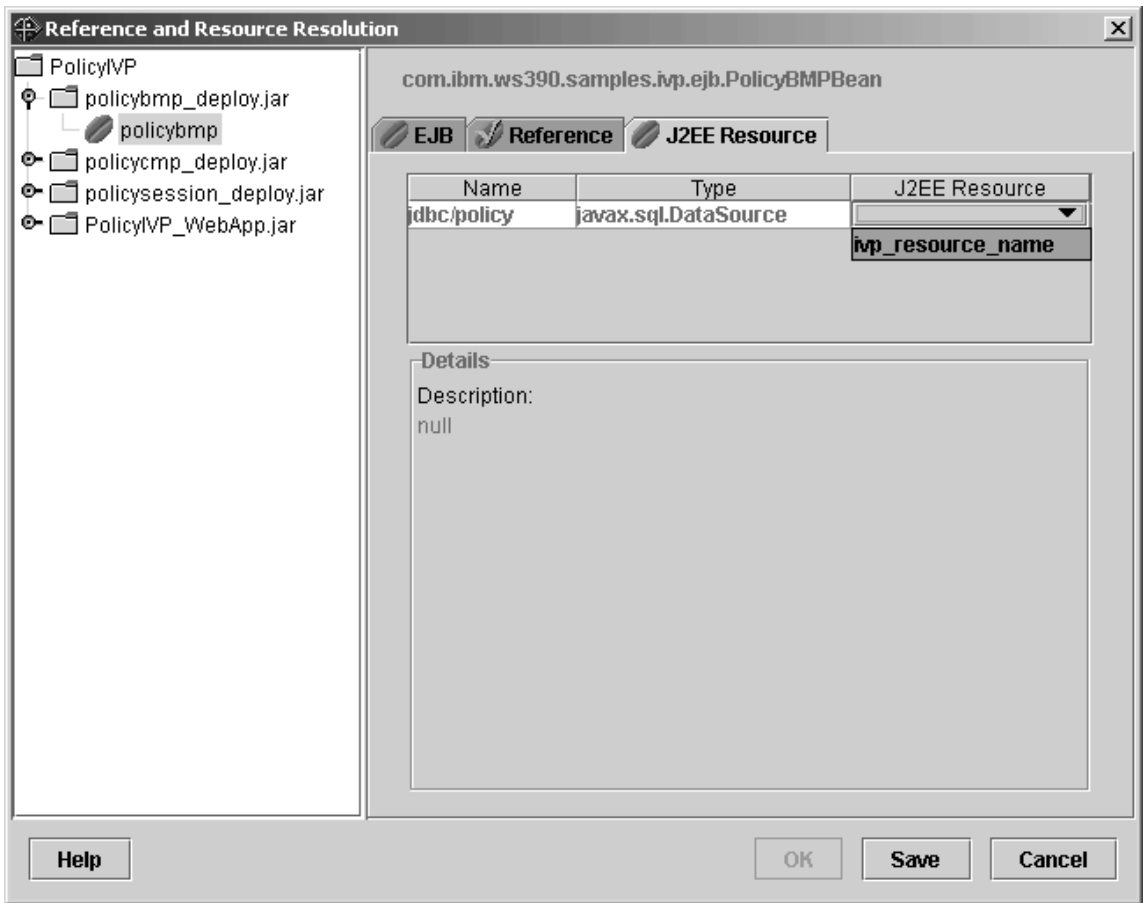 Reference and Resource Resolution
PolicyIVP
policybmp_deploy.jar
policybmp
policycmp_deploy.jar
policysession_deploy.jar
PolicyIVP_WebApp.jar
com.ibm.ws390.samples.ivp.ejb.PolicyBMPBean
EJB Reference J2EE Resource
Name Type J2EE Resource
jdbc/policy javax.sql.DataSource
ivp_resource_name
Details
Description:
null
Help OK Save Cancel